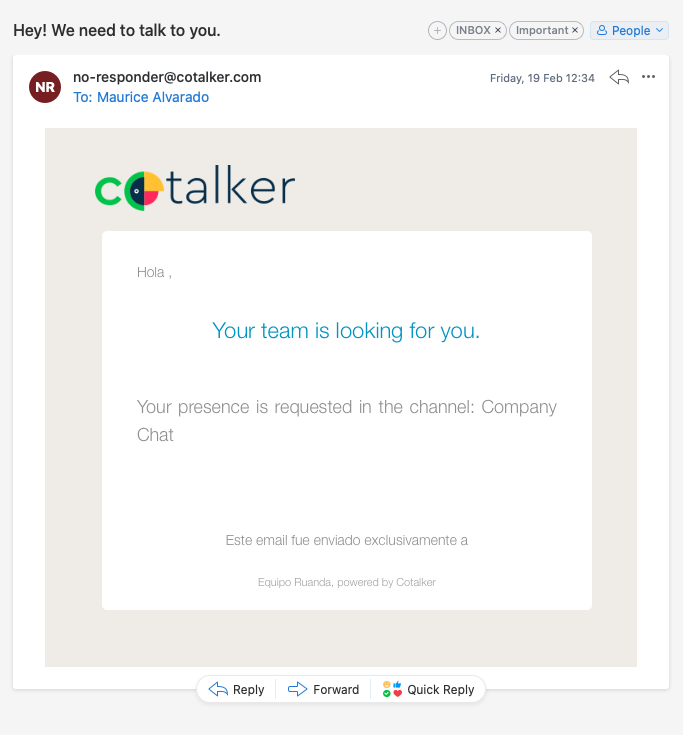 Hey! We need to talk to you.
+ INBOX × Important × People
NR
no-responder@cotalker.com
Friday, 19 Feb 12:34
To: Maurice Alvarado
cotalker
Hola ,
Your team is looking for you.
Your presence is requested in the channel: Company
Chat
Este email fue enviado exclusivamente a
Equipo Ruanda, powered by Cotalker
Reply Forward Quick Reply